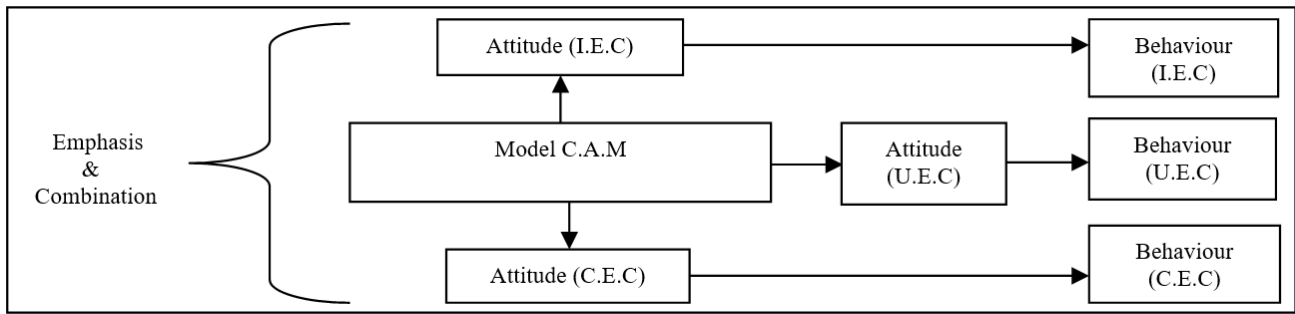 Emphasis
&
Combination
Attitude (I.E.C)
Behaviour
(I.E.C)
Model C.A.M
Attitude
(U.E.C)
Behaviour
(U.E.C)
Attitude (C.E.C)
Behaviour
(C.E.C)